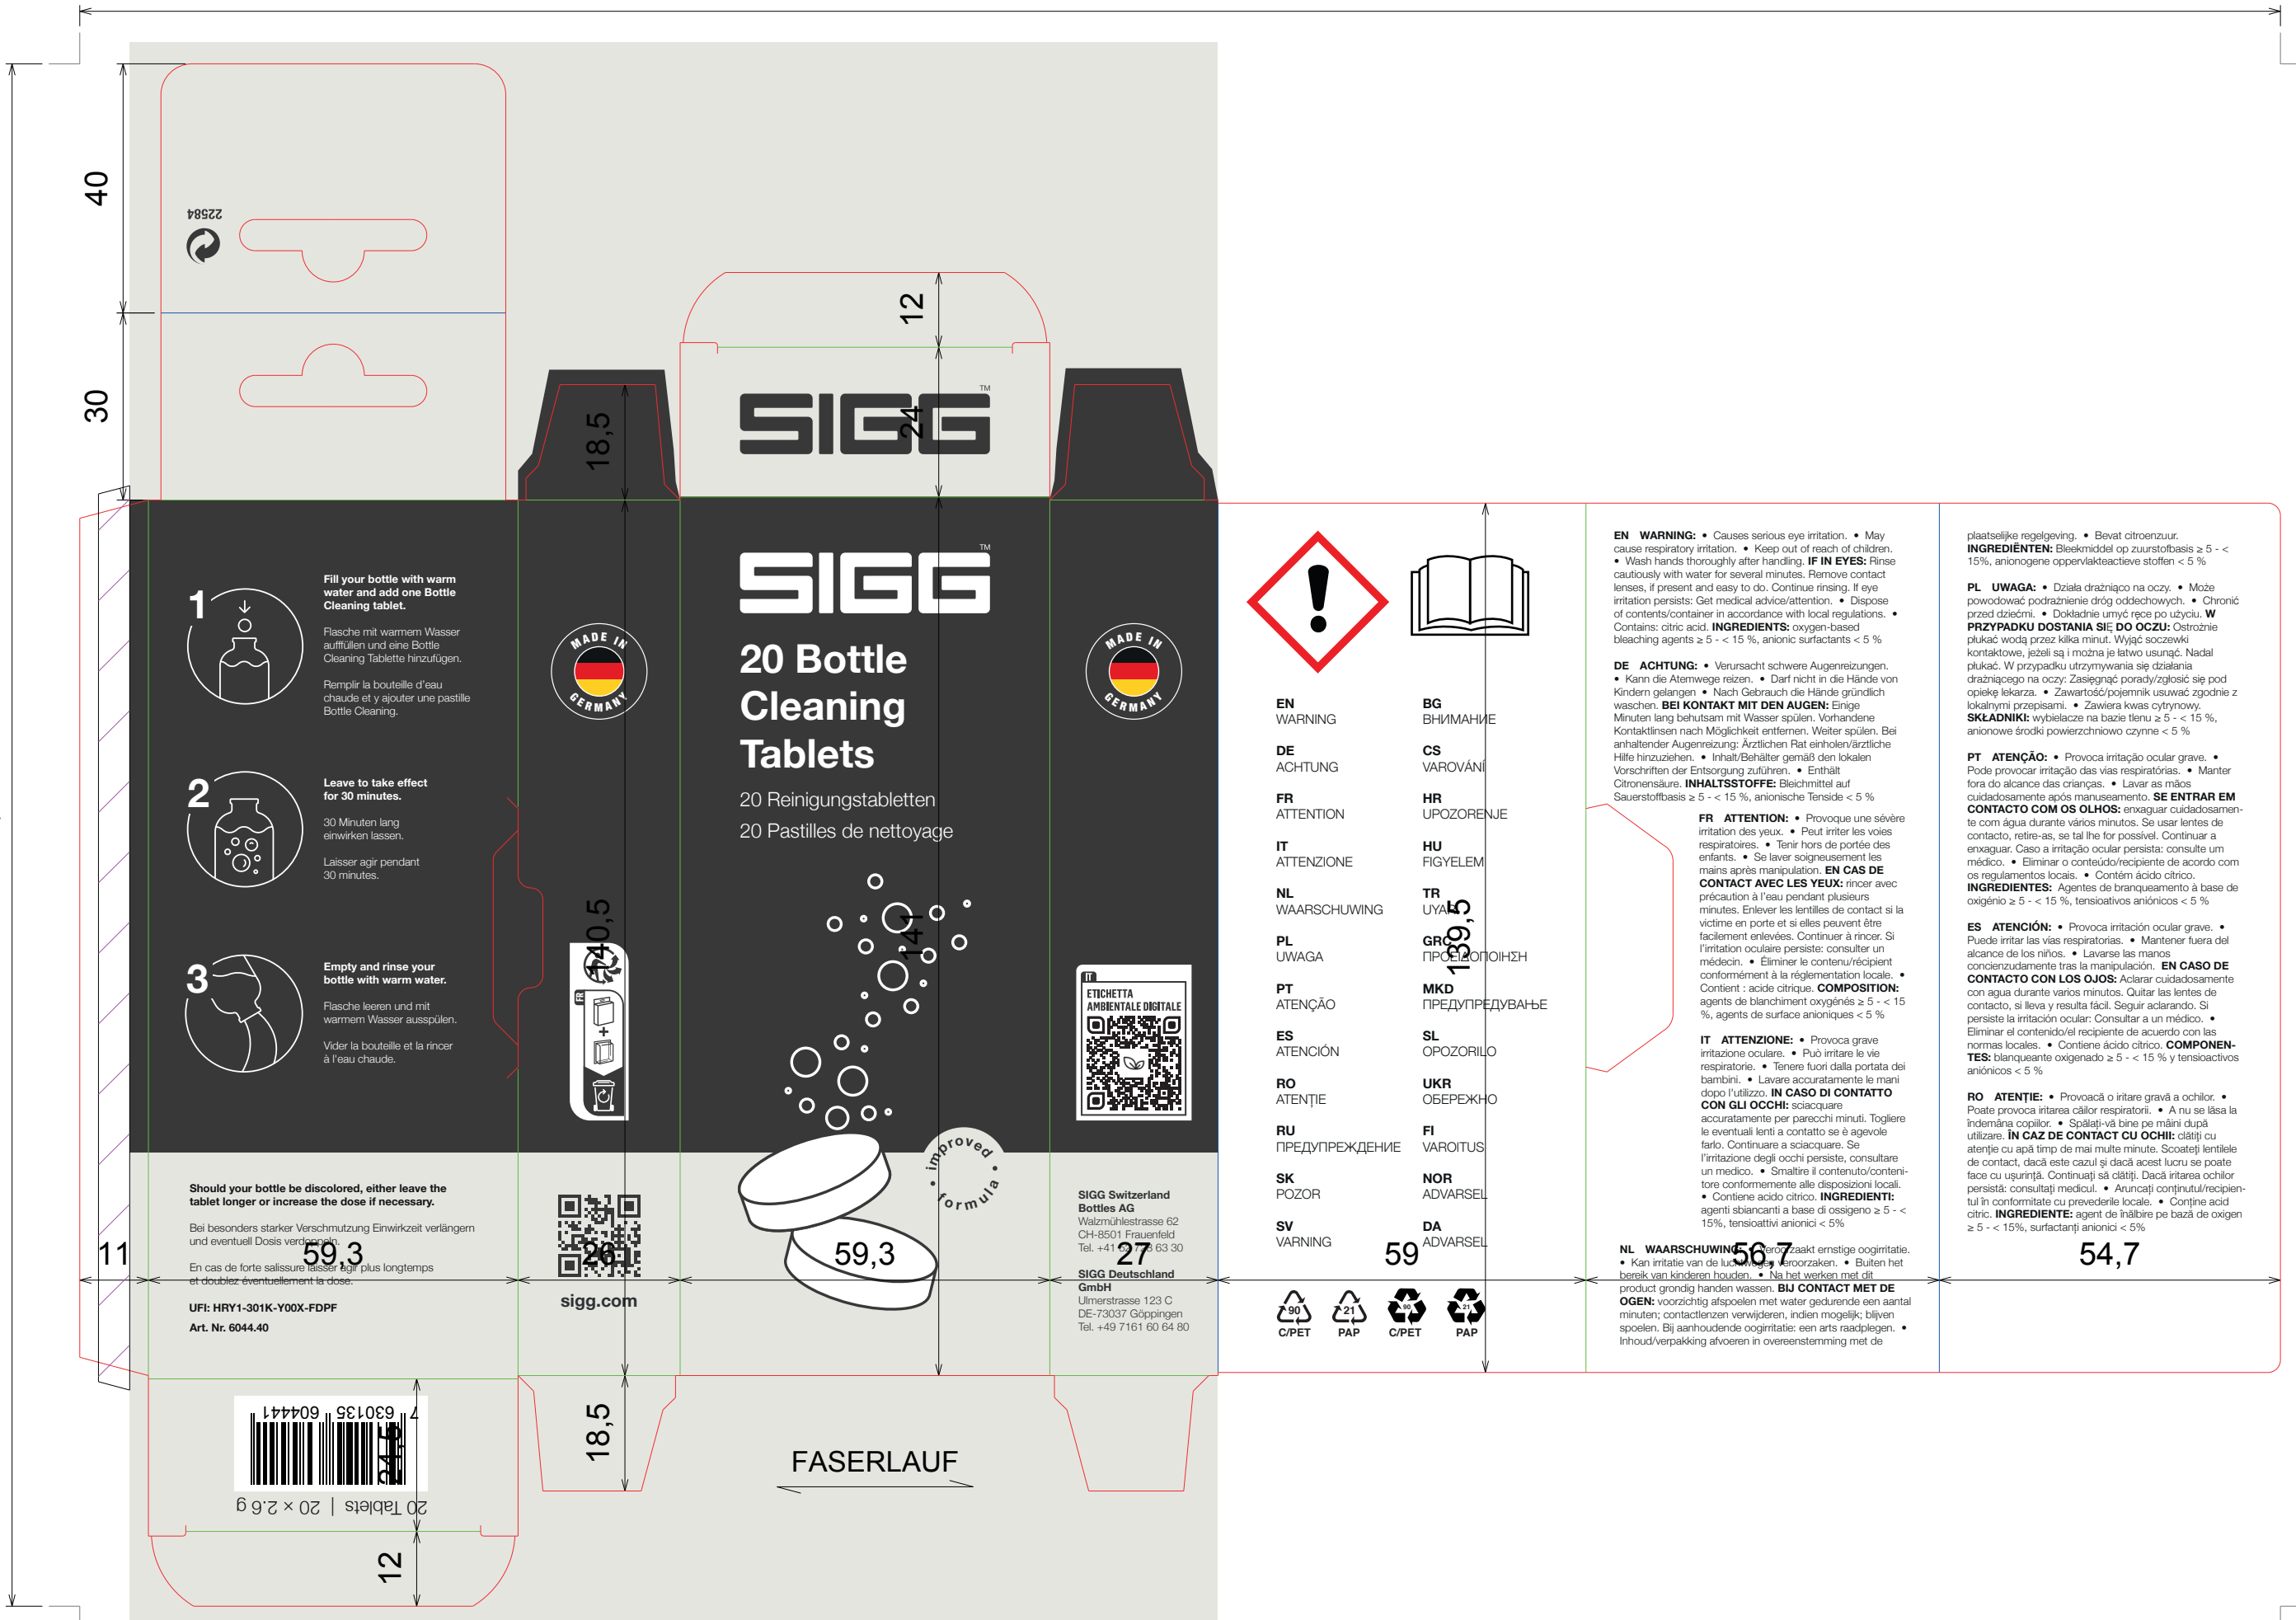 40
30
22584
12
24
18,5
SIGG
TM
1
Fill your bottle with warm
water and add one Bottle
Cleaning tablet.
Flasche mit warmem Wasser
aufffüllen und eine Bottle
Cleaning Tablette hinzufügen.
Remplir la bouteille d'eau
chaude et y ajouter une pastille
Bottle Cleaning.
2
Leave to take effect
for 30 minutes.
30 Minuten lang
einwirken lassen.
Laisser agir pendant
30 minutes.
3
Empty and rinse your
bottle with warm water.
Flasche leeren und mit
warmem Wasser ausspülen.
Vider la bouteille et la rincer
à l'eau chaude.
Should your bottle be discolored, either leave the
tablet longer or increase the dose if necessary.
Bei besonders starker Verschmutzung Einwirkzeit verlängern
und eventuell Dosis verdoppeln.
En cas de forte salissure laisser agir plus longtemps
et doublez éventuellement la dose.
UFI: HRY1-301K-Y00X-FDPF
Art. Nr. 6044.40
11
59,3
7 630135 604441
20 Tablets | 20 × 2.6 g
24,5
12
MADE IN
GERMANY
140,5
FR
+
26
sigg.com
18,5
SIGG
TM
20 Bottle
Cleaning
Tablets
20 Reinigungstabletten
20 Pastilles de nettoyage
141
• improved •
formula
59,3
FASERLAUF
MADE IN
GERMANY
IT
ETICHETTA
AMBIENTALE DIGITALE
SIGG Switzerland
Bottles AG
Walzmühlestrasse 62
CH-8501 Frauenfeld
Tel. +41 52 728 63 30
27
SIGG Deutschland
GmbH
Ulmerstrasse 123 C
DE-73037 Göppingen
Tel. +49 7161 60 64 80
EN
WARNING
DE
ACHTUNG
FR
ATTENTION
IT
ATTENZIONE
NL
WAARSCHUWING
PL
UWAGA
PT
ATENÇÃO
ES
ATENCIÓN
RO
ATENȚIE
RU
ПРЕДУПРЕЖДЕНИЕ
SK
POZOR
SV
VARNING
BG
ВНИМАНИЕ
CS
VAROVÁNÍ
HR
UPOZORENJE
HU
FIGYELEM
TR
UYARI
GRC
ΠΡΟΕΙΔΟΠΟΙΗΣΗ
MKD
ПРЕДУПРЕДУВАЊЕ
SL
OPOZORILO
UKR
ОБЕРЕЖНО
FI
VAROITUS
NOR
ADVARSEL
DA
ADVARSEL
139,5
59
90
C/PET
21
PAP
90
C/PET
21
PAP
EN WARNING: • Causes serious eye irritation. • May
cause respiratory irritation. • Keep out of reach of children.
• Wash hands thoroughly after handling. IF IN EYES: Rinse
cautiously with water for several minutes. Remove contact
lenses, if present and easy to do. Continue rinsing. If eye
irritation persists: Get medical advice/attention. • Dispose
of contents/container in accordance with local regulations. •
Contains: citric acid. INGREDIENTS: oxygen-based
bleaching agents ≥ 5 - < 15 %, anionic surfactants < 5 %
DE ACHTUNG: • Verursacht schwere Augenreizungen.
• Kann die Atemwege reizen. • Darf nicht in die Hände von
Kindern gelangen • Nach Gebrauch die Hände gründlich
waschen. BEI KONTAKT MIT DEN AUGEN: Einige
Minuten lang behutsam mit Wasser spülen. Vorhandene
Kontaktlinsen nach Möglichkeit entfernen. Weiter spülen. Bei
anhaltender Augenreizung: Ärztlichen Rat einholen/ärztliche
Hilfe hinzuziehen. • Inhalt/Behälter gemäß den lokalen
Vorschriften der Entsorgung zuführen. • Enthält
Citronensäure. INHALTSSTOFFE: Bleichmittel auf
Sauerstoffbasis ≥ 5 - < 15 %, anionische Tenside < 5 %
FR ATTENTION: • Provoque une sévère
irritation des yeux. • Peut irriter les voies
respiratoires. • Tenir hors de portée des
enfants. • Se laver soigneusement les
mains après manipulation. EN CAS DE
CONTACT AVEC LES YEUX: rincer avec
précaution à l'eau pendant plusieurs
minutes. Enlever les lentilles de contact si la
victime en porte et si elles peuvent être
facilement enlevées. Continuer à rincer. Si
l'irritation oculaire persiste: consulter un
médecin. • Éliminer le contenu/récipient
conformément à la réglementation locale. •
Contient : acide citrique. COMPOSITION:
agents de blanchiment oxygénés ≥ 5 - < 15
%, agents de surface anioniques < 5 %
IT ATTENZIONE: • Provoca grave
irritazione oculare. • Può irritare le vie
respiratorie. • Tenere fuori dalla portata dei
bambini. • Lavare accuratamente le mani
dopo l'utilizzo. IN CASO DI CONTATTO
CON GLI OCCHI: sciacquare
accuratamente per parecchi minuti. Togliere
le eventuali lenti a contatto se è agevole
farlo. Continuare a sciacquare. Se
l'irritazione degli occhi persiste, consultare
un medico. • Smaltire il contenuto/conteni-
tore conformemente alle disposizioni locali.
• Contiene acido citrico. INGREDIENTI:
agenti sbiancanti a base di ossigeno ≥ 5 - <
15%, tensioattivi anionici < 5%
NL WAARSCHUWING: • Veroorzaakt ernstige oogirritatie.
• Kan irritatie van de luchtwegen veroorzaken. • Buiten het
bereik van kinderen houden. • Na het werken met dit
product grondig handen wassen. BIJ CONTACT MET DE
OGEN: voorzichtig afspoelen met water gedurende een aantal
minuten; contactlenzen verwijderen, indien mogelijk; blijven
spoelen. Bij aanhoudende oogirritatie: een arts raadplegen. •
Inhoud/verpakking afvoeren in overeenstemming met de
56,7
plaatselijke regelgeving. • Bevat citroenzuur.
INGREDIËNTEN: Bleekmiddel op zuurstofbasis ≥ 5 - <
15%, anionogene oppervlakteactieve stoffen < 5 %
PL UWAGA: • Działa drażniąco na oczy. • Może
powodować podrażnienie dróg oddechowych. • Chronić
przed dziećmi. • Dokładnie umyć ręce po użyciu. W
PRZYPADKU DOSTANIA SIĘ DO OCZU: Ostrożnie
płukać wodą przez kilka minut. Wyjąć soczewki
kontaktowe, jeżeli są i można je łatwo usunąć. Nadal
płukać. W przypadku utrzymywania się działania
drażniącego na oczy: Zasięgnąć porady/zgłosić się pod
opiekę lekarza. • Zawartość/pojemnik usuwać zgodnie z
lokalnymi przepisami. • Zawiera kwas cytrynowy.
SKŁADNIKI: wybielacze na bazie tlenu ≥ 5 - < 15 %,
anionowe środki powierzchniowo czynne < 5 %
PT ATENÇÃO: • Provoca irritação ocular grave. •
Pode provocar irritação das vias respiratórias. • Manter
fora do alcance das crianças. • Lavar as mãos
cuidadosamente após manuseamento. SE ENTRAR EM
CONTACTO COM OS OLHOS: enxaguar cuidadosamen-
te com água durante vários minutos. Se usar lentes de
contacto, retire-as, se tal lhe for possível. Continuar a
enxaguar. Caso a irritação ocular persista: consulte um
médico. • Eliminar o conteúdo/recipiente de acordo com
os regulamentos locais. • Contém ácido cítrico.
INGREDIENTES: Agentes de branqueamento à base de
oxigénio ≥ 5 - < 15 %, tensioativos aniónicos < 5 %
ES ATENCIÓN: • Provoca irritación ocular grave. •
Puede irritar las vías respiratorias. • Mantener fuera del
alcance de los niños. • Lavarse las manos
concienzudamente tras la manipulación. EN CASO DE
CONTACTO CON LOS OJOS: Aclarar cuidadosamente
con agua durante varios minutos. Quitar las lentes de
contacto, si lleva y resulta fácil. Seguir aclarando. Si
persiste la irritación ocular: Consultar a un médico. •
Eliminar el contenido/el recipiente de acuerdo con las
normas locales. • Contiene ácido cítrico. COMPONEN-
TES: blanqueante oxigenado ≥ 5 - < 15 % y tensioactivos
aniónicos < 5 %
RO ATENȚIE: • Provoacă o iritare gravă a ochilor. •
Poate provoca iritarea căilor respiratorii. • A nu se lăsa la
îndemâna copiilor. • Spălați-vă bine pe mâini după
utilizare. ÎN CAZ DE CONTACT CU OCHII: clătiți cu
atenție cu apă timp de mai multe minute. Scoateți lentilele
de contact, dacă este cazul și dacă acest lucru se poate
face cu ușurință. Continuați să clătiți. Dacă iritarea ochilor
persistă: consultați medicul. • Aruncați conținutul/recipien-
tul în conformitate cu prevederile locale. • Conține acid
citric. INGREDIENTE: agent de înălbire pe bază de oxigen
≥ 5 - < 15%, surfactanți anionici < 5%
54,7